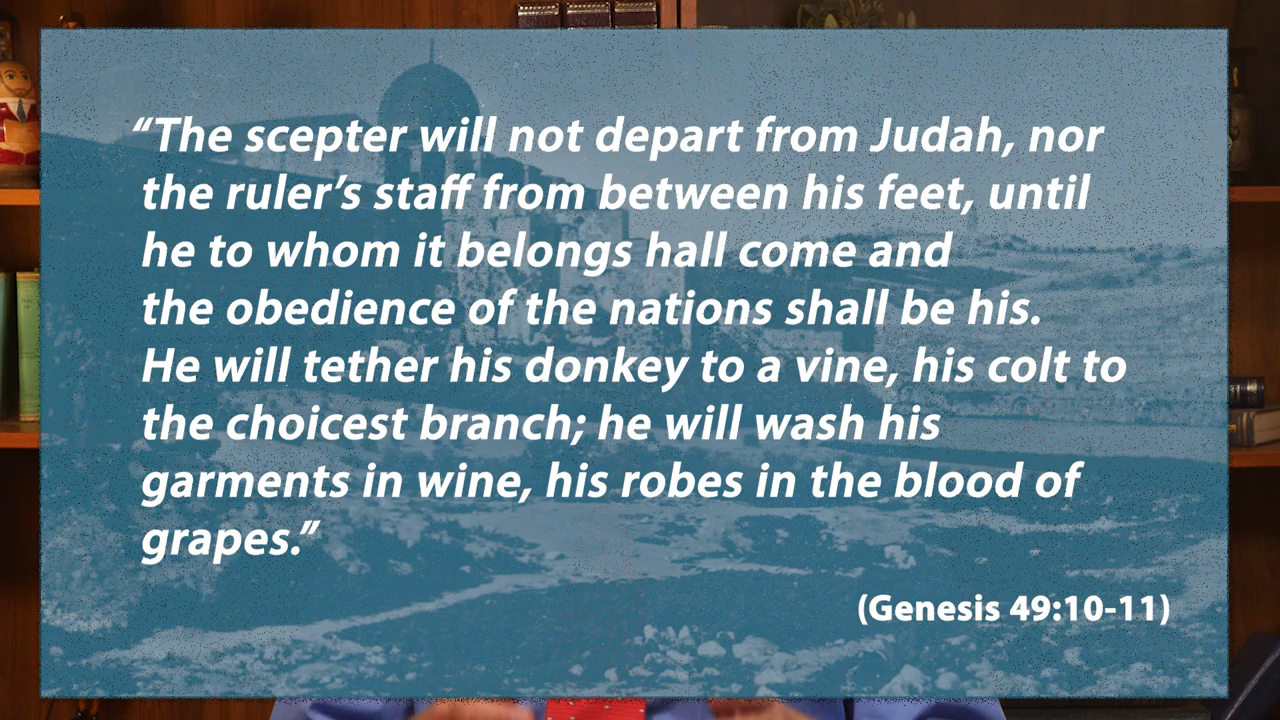 “The scepter will not depart from Judah, nor
the ruler’s staff from between his feet, until
he to whom it belongs hall come and
the obedience of the nations shall be his.
He will tether his donkey to a vine, his colt to
the choicest branch; he will wash his
garments in wine, his robes in the blood of
grapes.”
(Genesis 49:10-11)